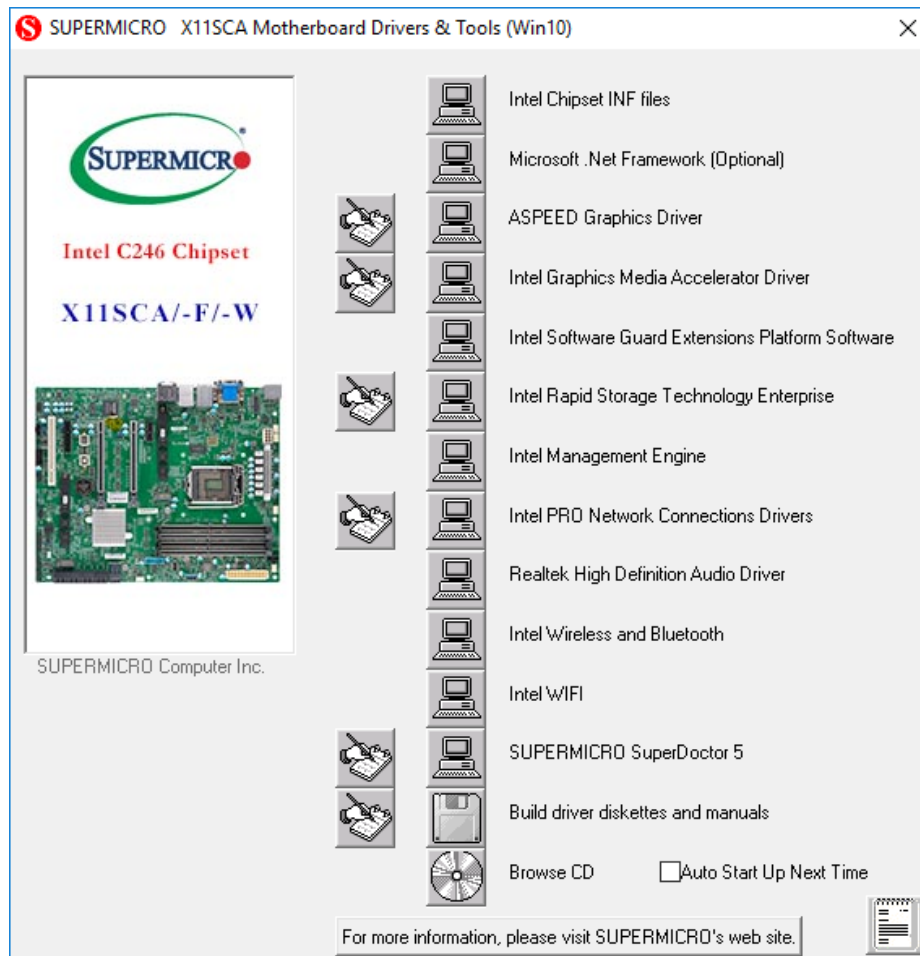 SUPERMICRO X11SCA Motherboard Drivers & Tools (Win10)
SUPERMICRO
Intel C246 Chipset
X11SCA/-F/-W
SUPERMICRO Computer Inc.
Intel Chipset INF files
Microsoft .Net Framework (Optional)
ASPEED Graphics Driver
Intel Graphics Media Accelerator Driver
Intel Software Guard Extensions Platform Software
Intel Rapid Storage Technology Enterprise
Intel Management Engine
Intel PRO Network Connections Drivers
Realtek High Definition Audio Driver
Intel Wireless and Bluetooth
Intel WIFI
SUPERMICRO SuperDoctor 5
Build driver diskettes and manuals
Browse CD
Auto Start Up Next Time
For more information, please visit SUPERMICRO's web site.